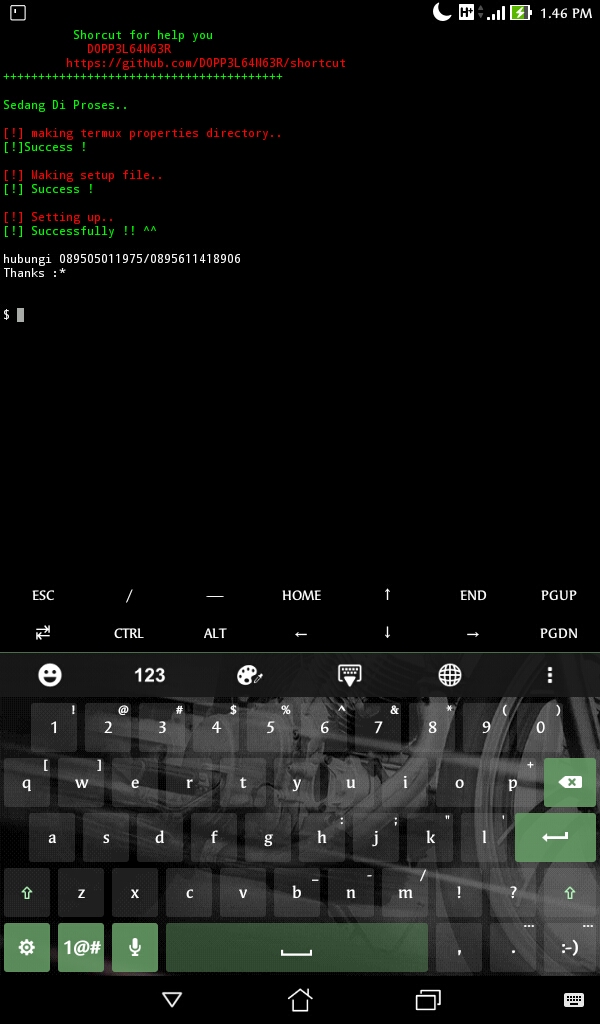 H+ 1.46 PM
Shorcut for help you
D0PP3L64N63R
https://github.com/D0PP3L64N63R/shortcut
++++++++++++++++++++++++++++++++++++++++
Sedang Di Proses..
[!] making termux properties directory..
[!]Success !
[!] Making setup file..
[!] Success !
[!] Setting up..
[!] Successfully !! ^^
hubungi 089505011975/0895611418906
Thanks :*
$
ESC / — HOME ↑ END PGUP
⇄ CTRL ALT ← ↓ → PGDN
123
! @ # $ % ^ & * ( )
1 2 3 4 5 6 7 8 9 0
[ ] +
q w e r t y u i o p
: ; " '
a s d f g h j k l
_ - /
z x c v b n m ! ?
... ...
1@# , . :-)